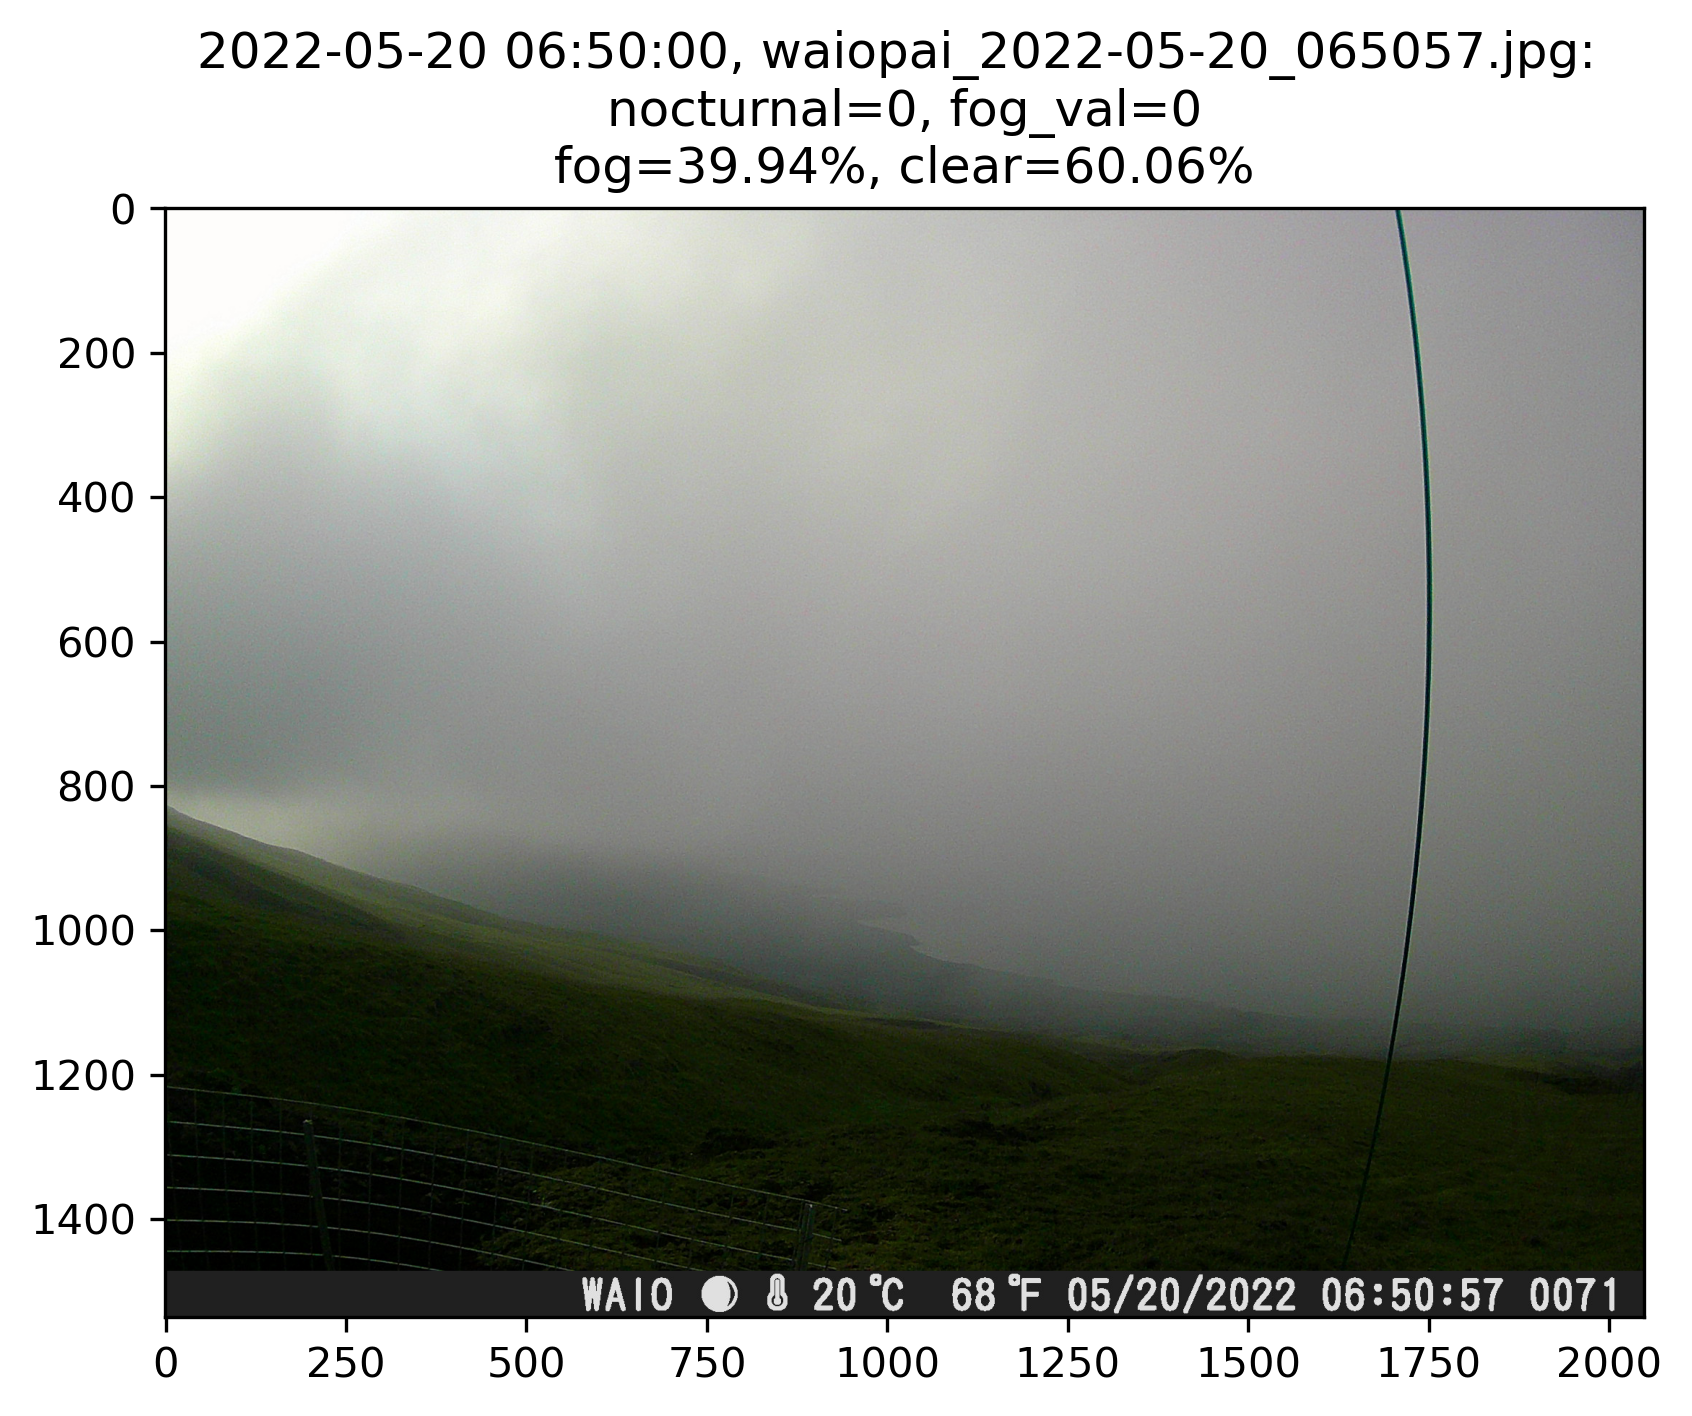 2022-05-20 06:50:00, waiopai_2022-05-20_065057.jpg:
nocturnal=0, fog_val=0
fog=39.94%, clear=60.06%
0
200
400
600
800
1000
1200
1400
WAIO 20°C 68°F 05/20/2022 06:50:57 0071
0 250 500 750 1000 1250 1500 1750 2000